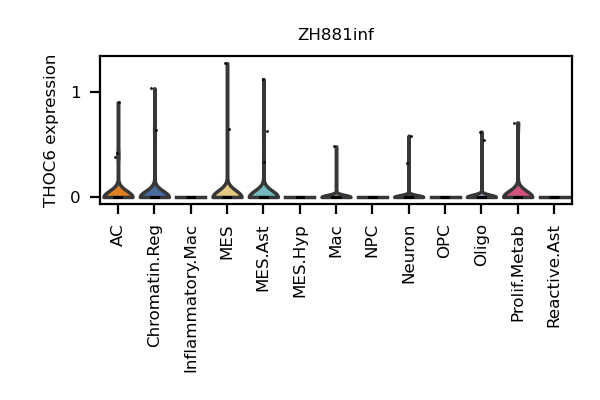 ZH881inf
THOC6 expression
1
0
AC
Chromatin.Reg
Inflammatory.Mac
MES
MES.Ast
MES.Hyp
Mac
NPC
Neuron
OPC
Oligo
Prolif.Metab
Reactive.Ast